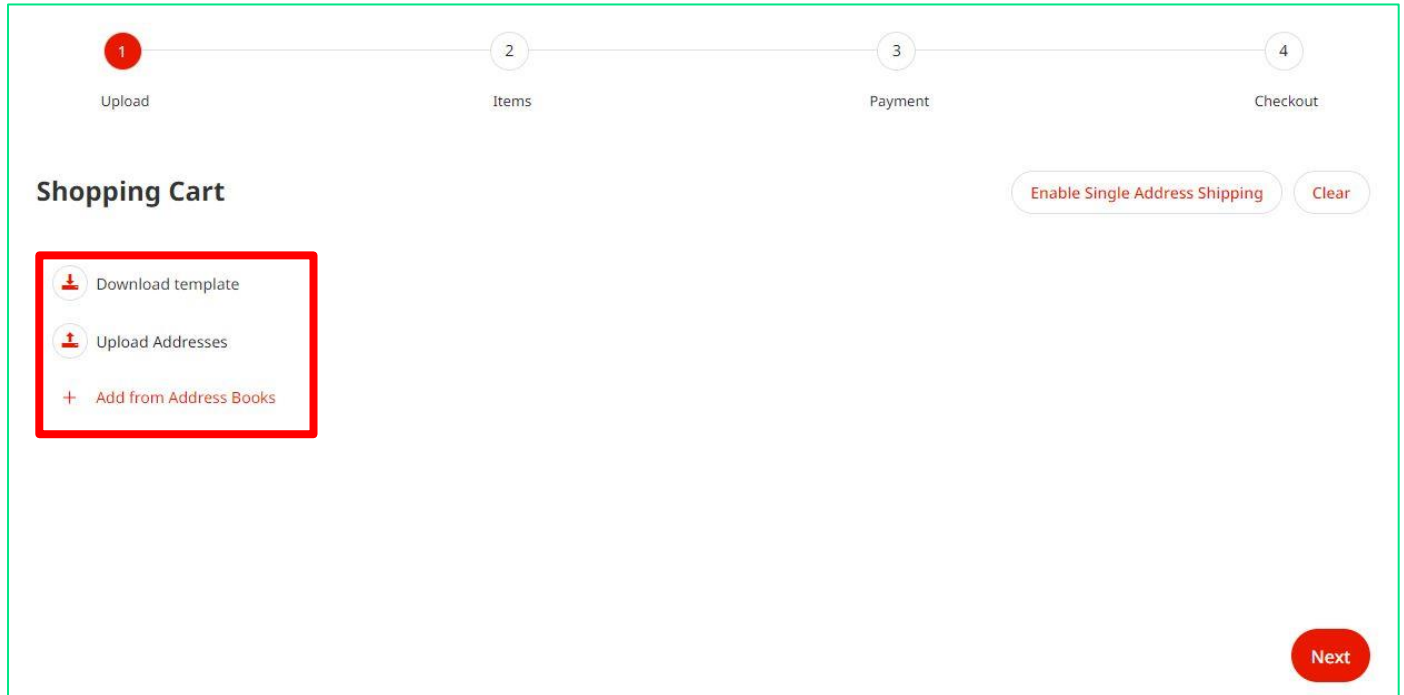 1 2 3 4
Upload Items Payment Checkout
Shopping Cart Enable Single Address Shipping Clear
Download template
Upload Addresses
+ Add from Address Books
Next